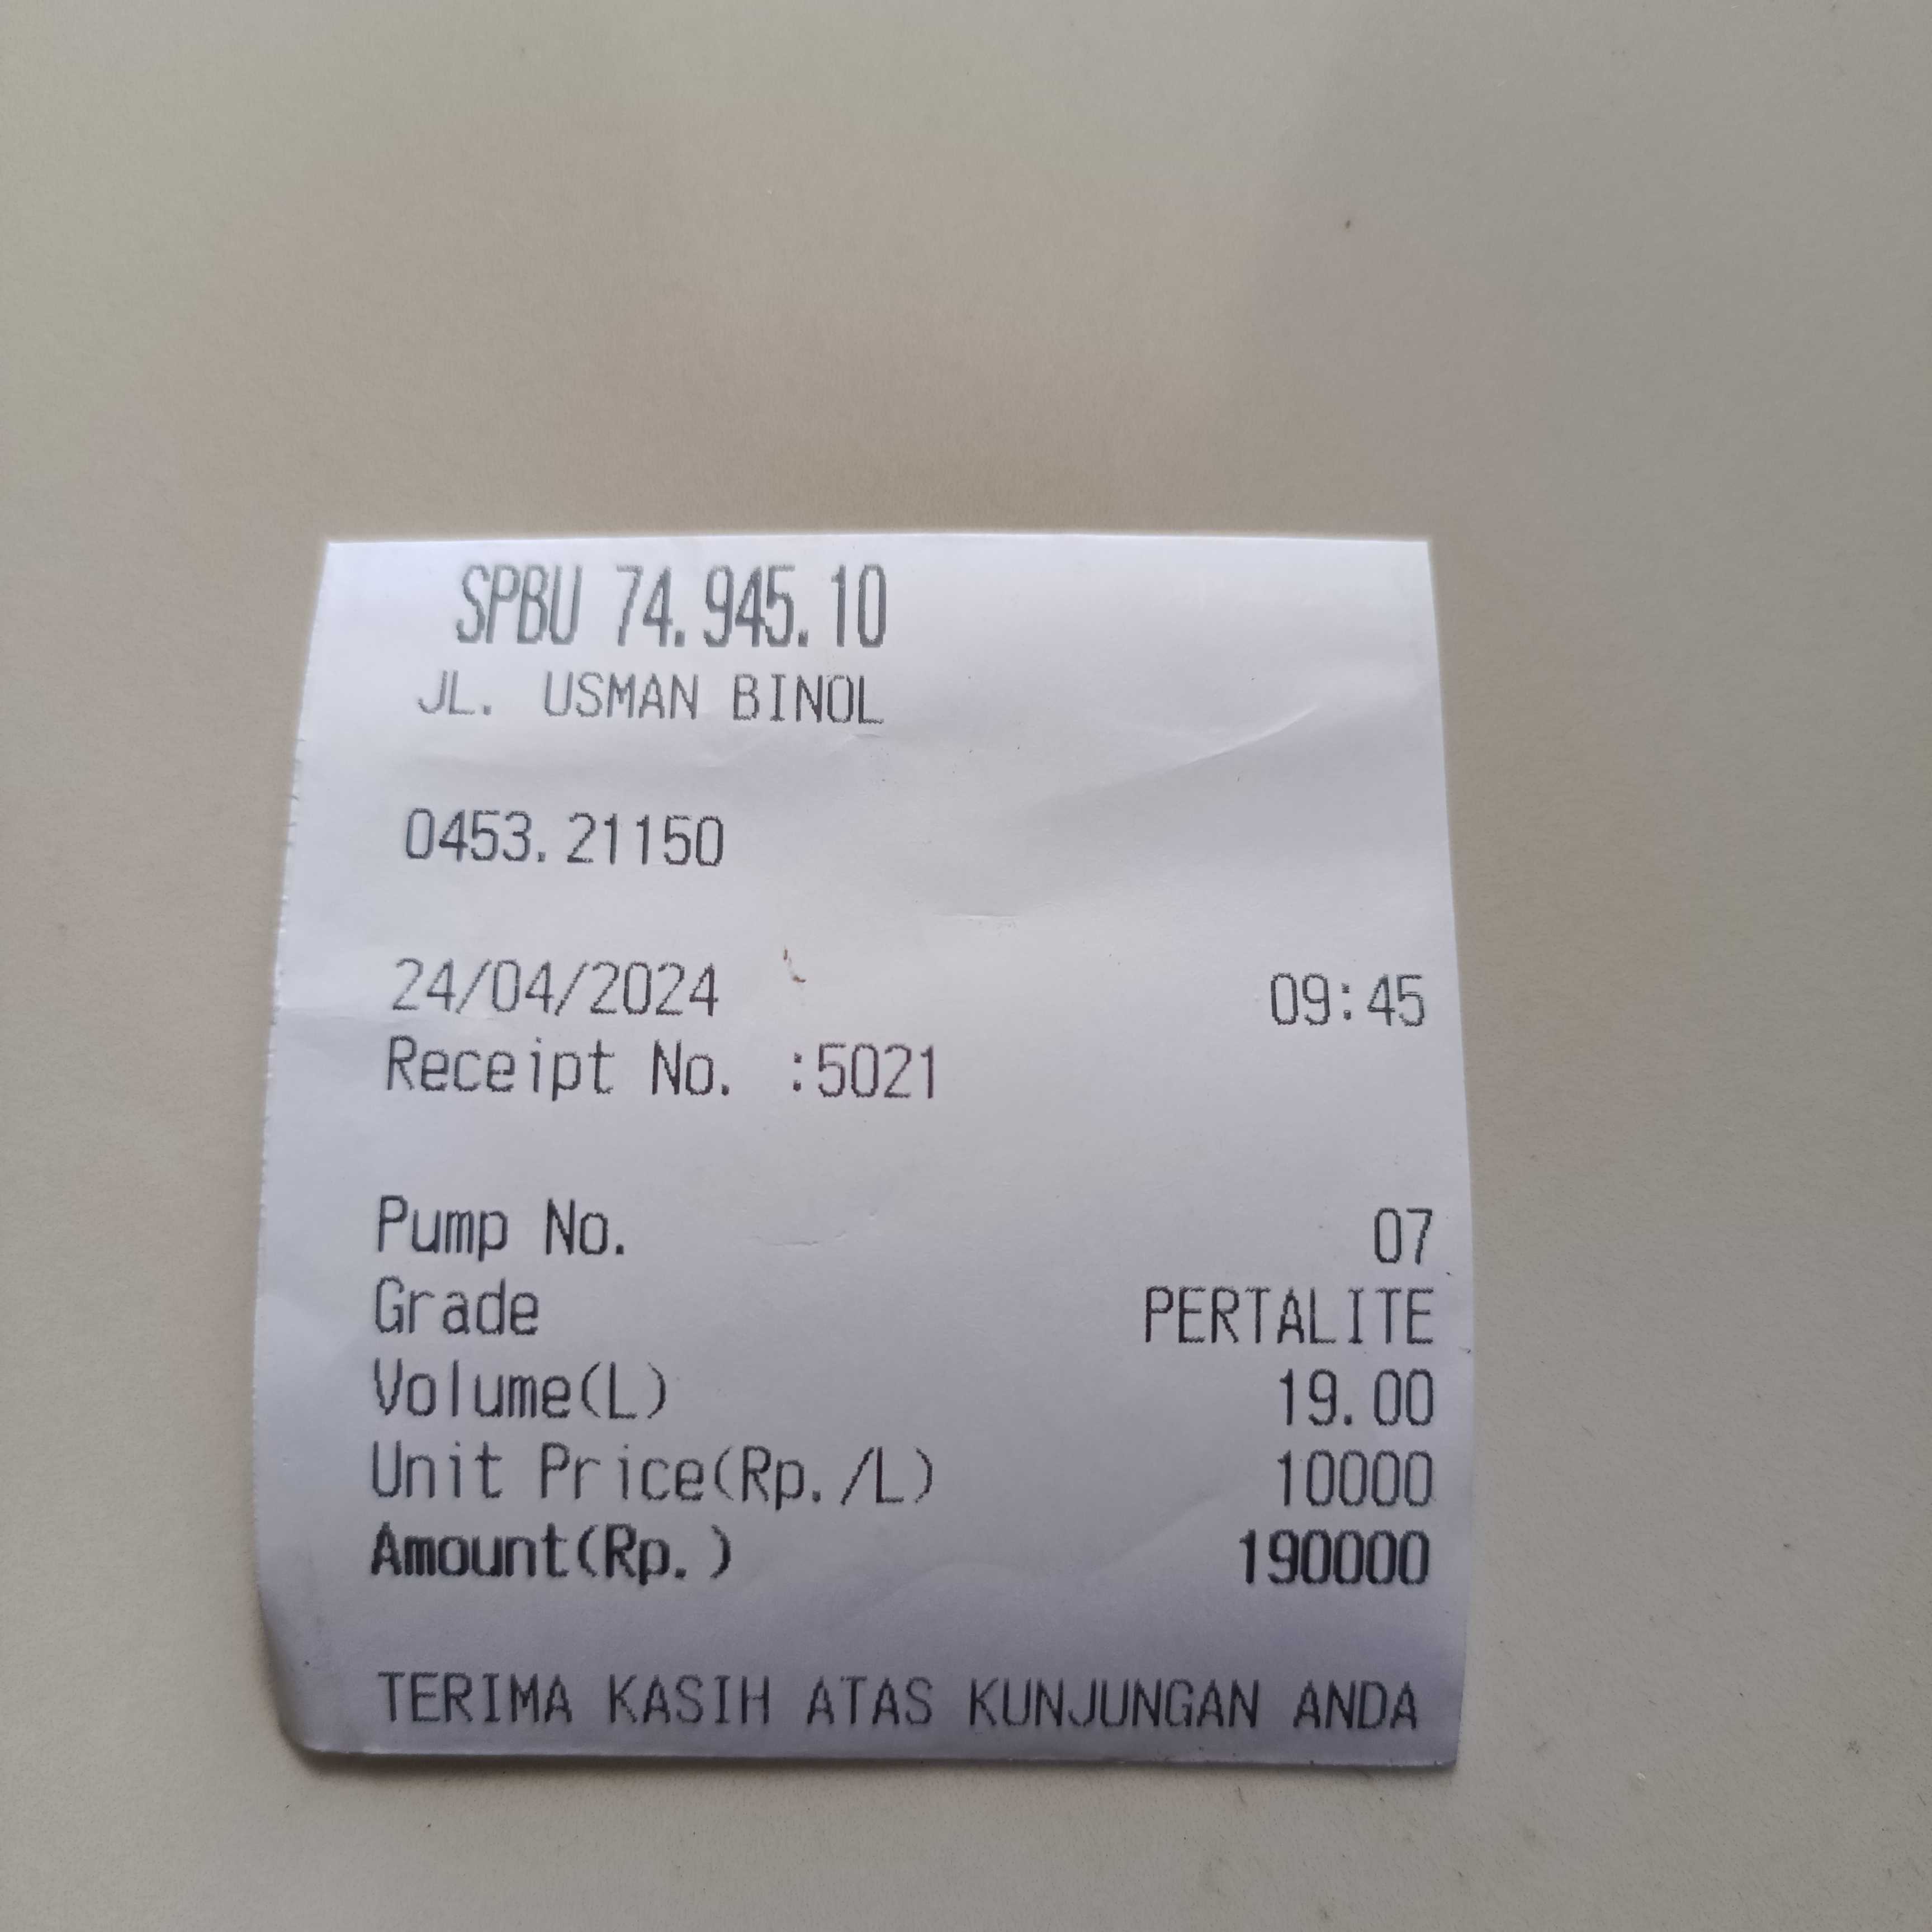 SPBU 74.945.10
JL. USMAN BINOL
0453.21150
24/04/2024 09:45
Receipt No. :5021
Pump No. 07
Grade PERTALITE
Volume(L) 19.00
Unit Price(Rp./L) 10000
Amount(Rp.) 190000
TERIMA KASIH ATAS KUNJUNGAN ANDA